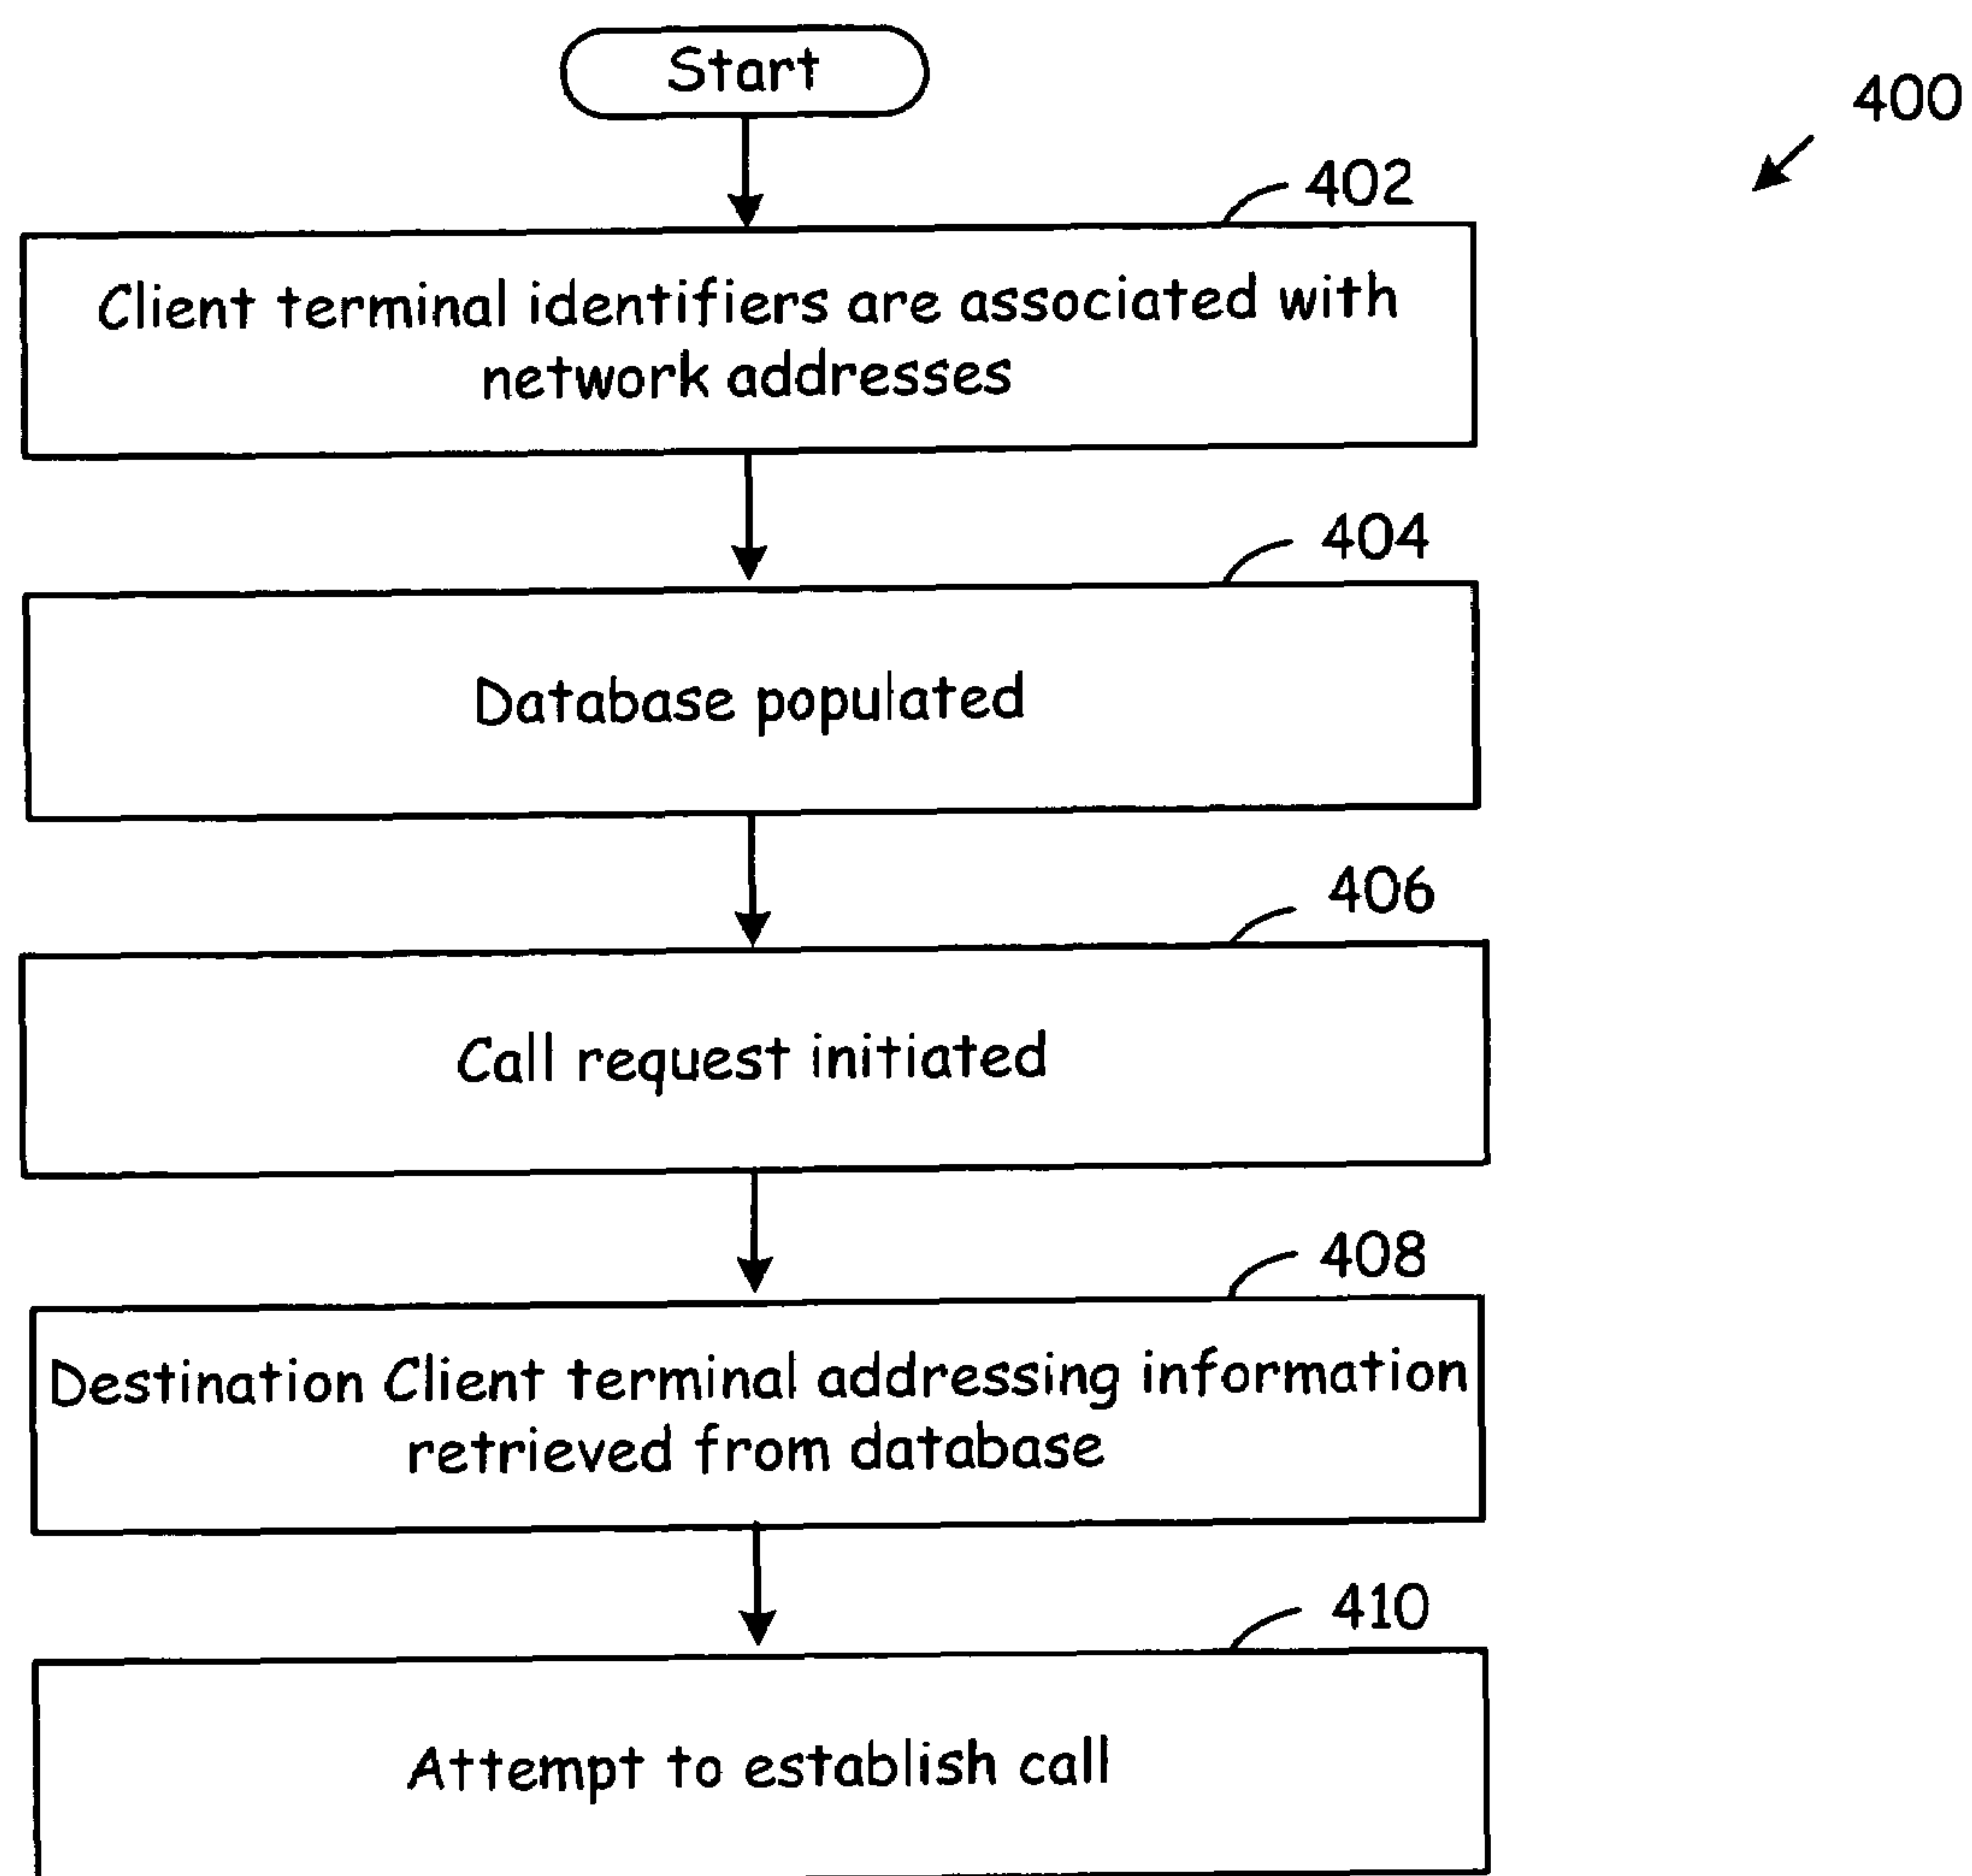 Start
400
402
Client terminal identifiers are associated with
network addresses
404
Database populated
406
Call request initiated
408
Destination Client terminal addressing information
retrieved from database
410
Attempt to establish call